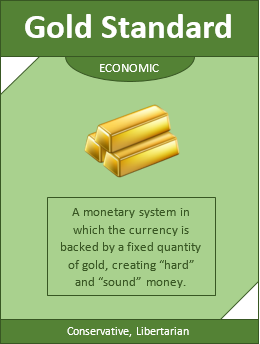 Gold Standard
ECONOMIC
A monetary system in
which the currency is
backed by a fixed quantity
of gold, creating “hard”
and “sound” money.
Conservative, Libertarian